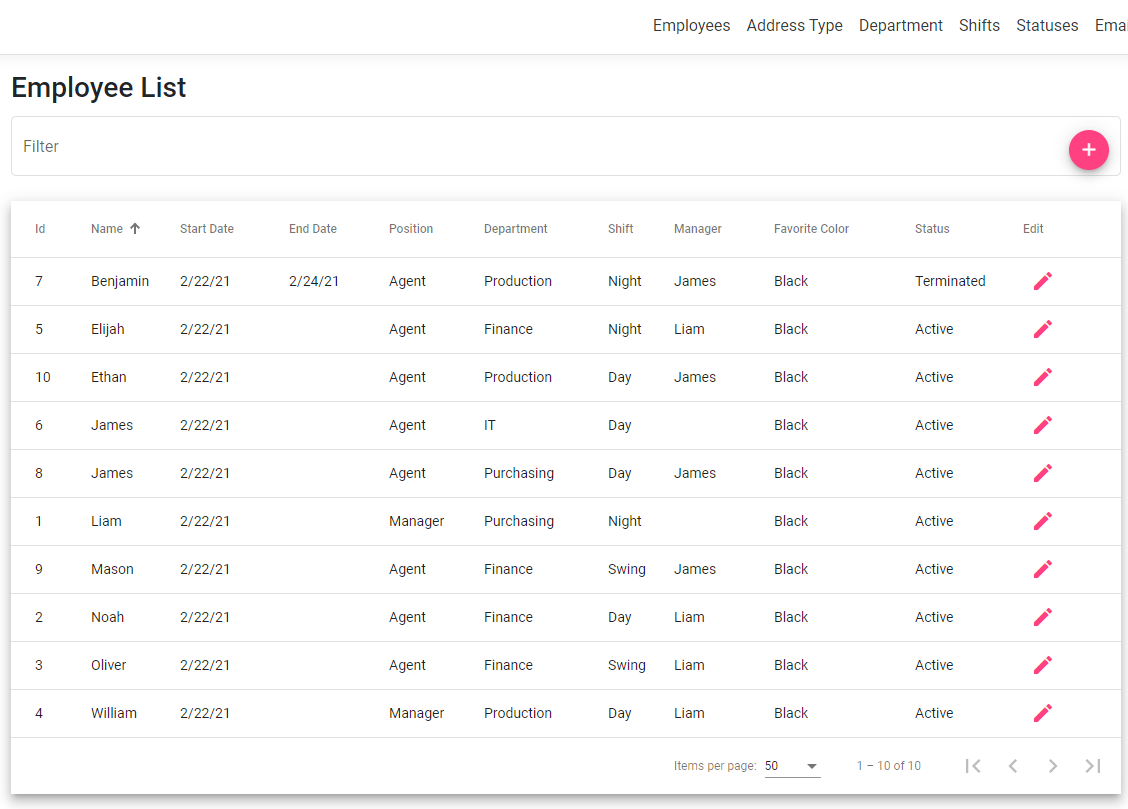 Employees Address Type Department Shifts Statuses Emai
Employee List
Filter
+
Id Name Start Date End Date Position Department Shift Manager Favorite Color Status Edit
7 Benjamin 2/22/21 2/24/21 Agent Production Night James Black Terminated
5 Elijah 2/22/21 Agent Finance Night Liam Black Active
10 Ethan 2/22/21 Agent Production Day James Black Active
6 James 2/22/21 Agent IT Day Black Active
8 James 2/22/21 Agent Purchasing Day James Black Active
1 Liam 2/22/21 Manager Purchasing Night Black Active
9 Mason 2/22/21 Agent Finance Swing James Black Active
2 Noah 2/22/21 Agent Finance Day Liam Black Active
3 Oliver 2/22/21 Agent Finance Swing Liam Black Active
4 William 2/22/21 Manager Production Day Liam Black Active
Items per page: 50 1 – 10 of 10